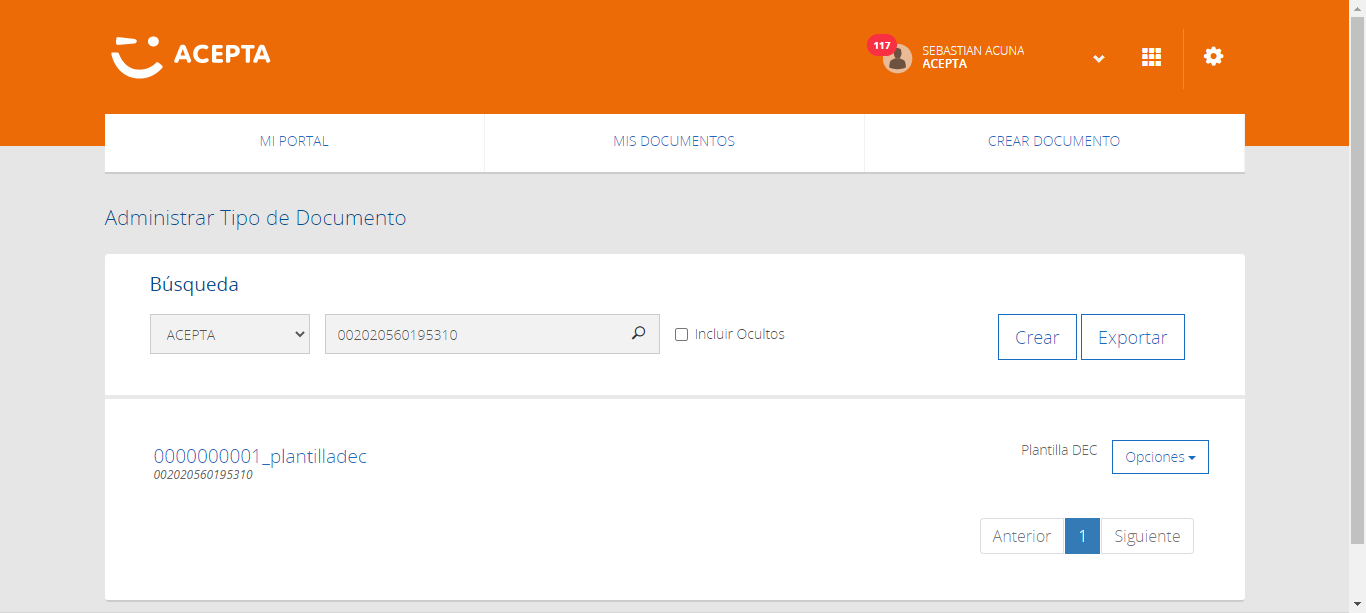 ACEPTA
117
SEBASTIAN ACUNA
ACEPTA
MI PORTAL
MIS DOCUMENTOS
CREAR DOCUMENTO
Administrar Tipo de Documento
Búsqueda
ACEPTA
002020560195310
Incluir Ocultos
Crear
Exportar
0000000001_plantilladec
002020560195310
Plantilla DEC
Opciones
Anterior
1
Siguiente